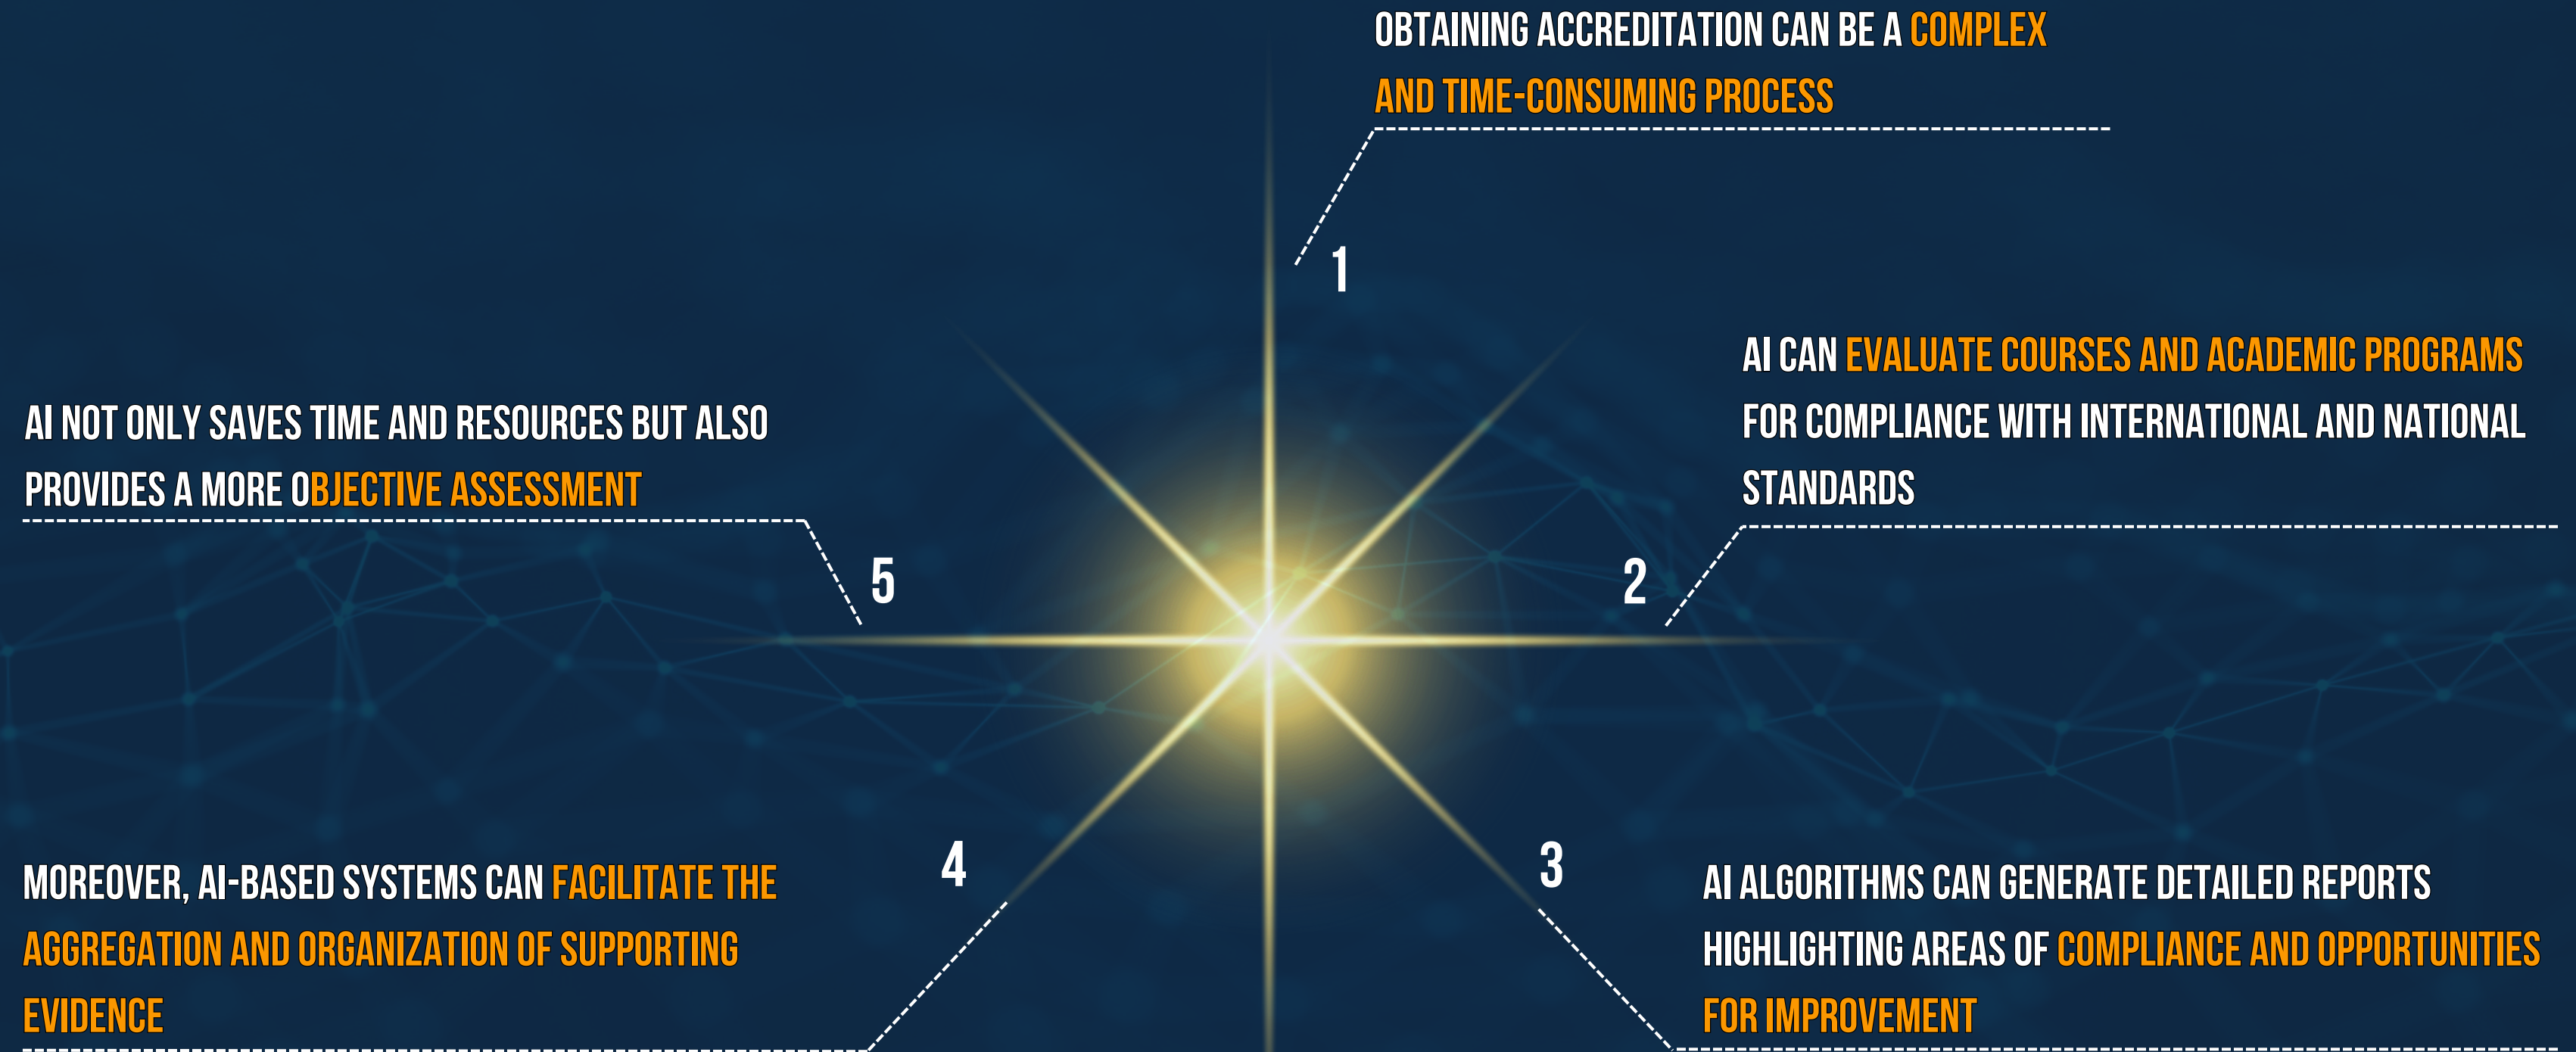 OBTAINING ACCREDITATION CAN BE A COMPLEX
AND TIME-CONSUMING PROCESS
1
AI CAN EVALUATE COURSES AND ACADEMIC PROGRAMS
FOR COMPLIANCE WITH INTERNATIONAL AND NATIONAL
STANDARDS
2
AI ALGORITHMS CAN GENERATE DETAILED REPORTS
HIGHLIGHTING AREAS OF COMPLIANCE AND OPPORTUNITIES
FOR IMPROVEMENT
3
MOREOVER, AI-BASED SYSTEMS CAN FACILITATE THE
AGGREGATION AND ORGANIZATION OF SUPPORTING
EVIDENCE
4
AI NOT ONLY SAVES TIME AND RESOURCES BUT ALSO
PROVIDES A MORE OBJECTIVE ASSESSMENT
5